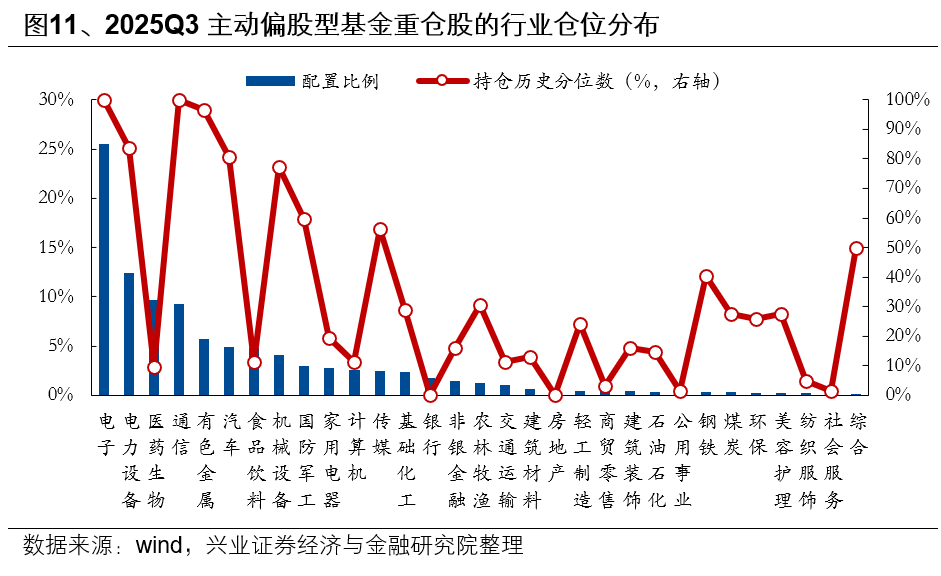 图11、2025Q3 主动偏股型基金重仓股的行业仓位分布
配置比例
持仓历史分位数（%，右轴）
30%
25%
20%
15%
10%
5%
0%
100%
90%
80%
70%
60%
50%
40%
30%
20%
10%
0%
电子
电力设备
医药生物
通信
有色金属
汽车
食品饮料
机械设备
国防军工
家用电器
计算机
传媒
基础化工
银行
非银金融
农林牧渔
交通运输
建筑材料
房地产
轻工制造
商贸零售
建筑装饰
石油石化
公用事业
钢铁
煤炭
环保
美容护理
纺织服饰
社会服务
综合
数据来源：wind，兴业证券经济与金融研究院整理